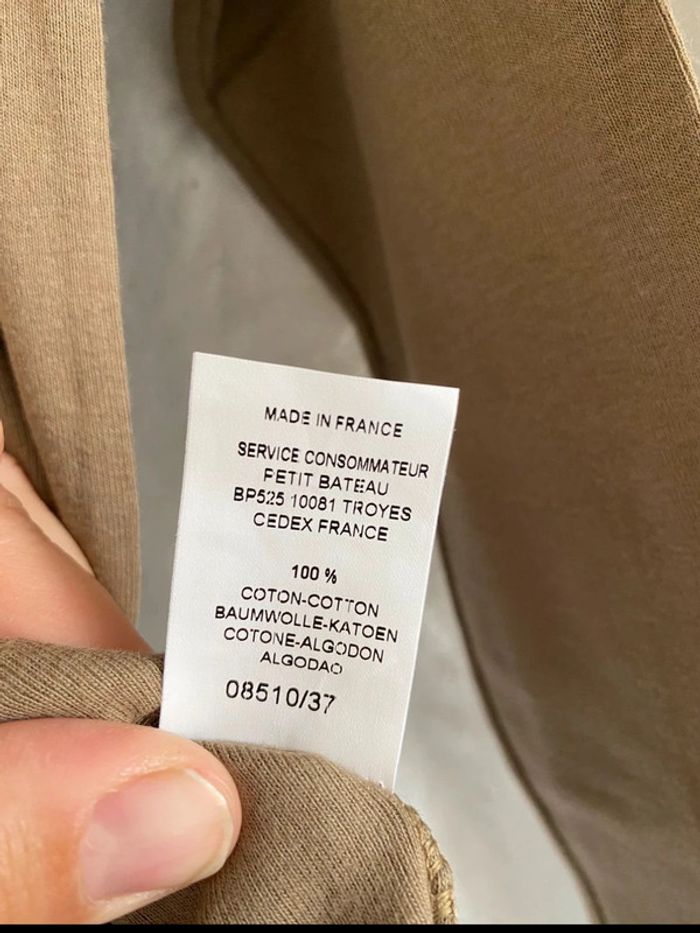 MADE IN FRANCE
SERVICE CONSOMMATEUR
PETIT BATEAU
BP525 10081 TROYES
CEDEX FRANCE
100 %
COTON-COTTON
BAUMWOLLE-KATOEN
COTONE-ALGODON
ALGODAO
08510/37